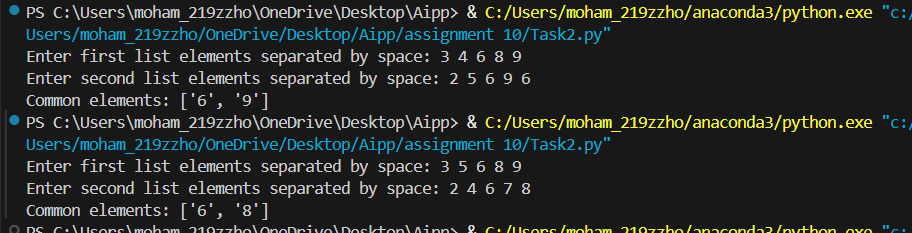 PS C:\Users\moham_219zzho\OneDrive\Desktop\Aipp> & C:/Users/moham_219zzho/anaconda3/python.exe "c:/
Users/moham_219zzho/OneDrive/Desktop/Aipp/assignment 10/Task2.py"
Enter first list elements separated by space: 3 4 6 8 9
Enter second list elements separated by space: 2 5 6 9 6
Common elements: ['6', '9']
PS C:\Users\moham_219zzho\OneDrive\Desktop\Aipp> & C:/Users/moham_219zzho/anaconda3/python.exe "c:/
Users/moham_219zzho/OneDrive/Desktop/Aipp/assignment 10/Task2.py"
Enter first list elements separated by space: 3 5 6 8 9
Enter second list elements separated by space: 2 4 6 7 8
Common elements: ['6', '8']
PS C:\Users\moham_219zzho\OneDrive\Desktop\Aipp> & C:/Users/moham_219zzho/anaconda3/python.exe "c:/